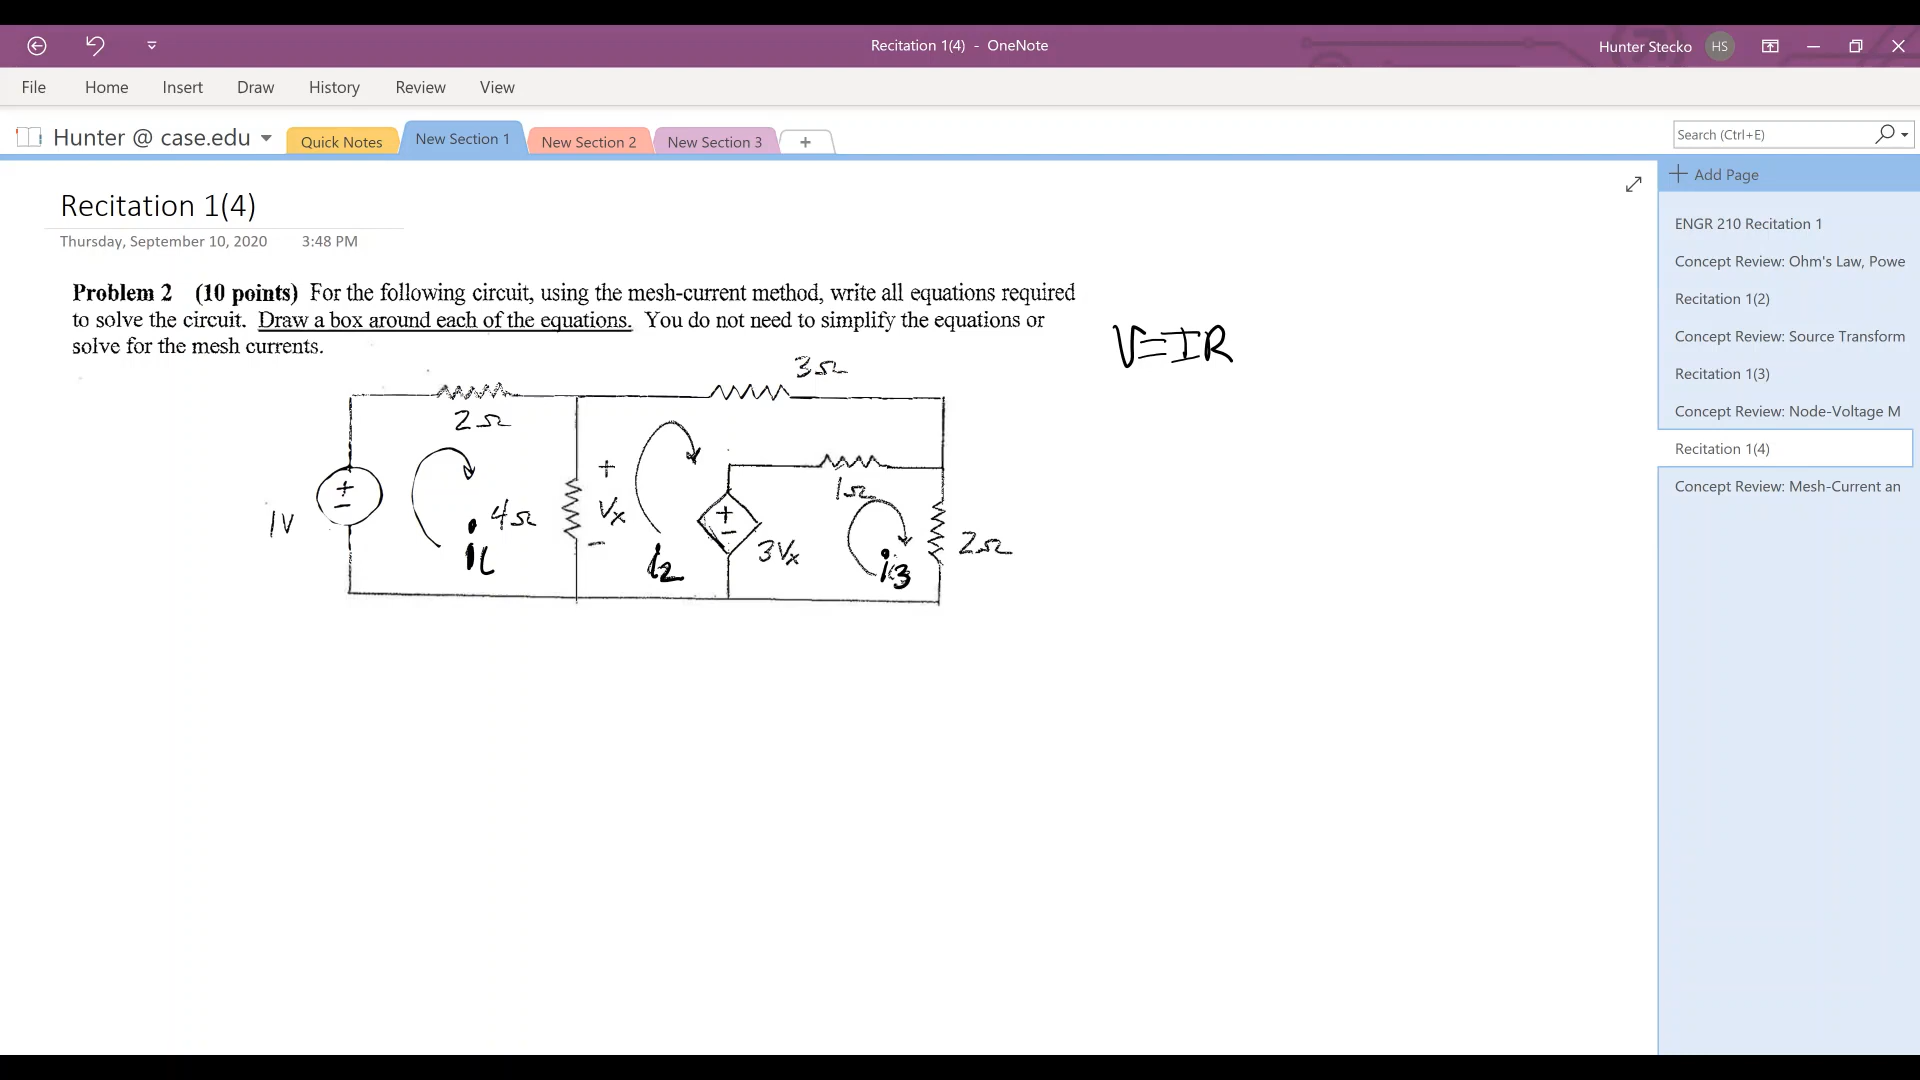 Recitation 1(4) - OneNote
Hunter Stecko HS
File Home Insert Draw History Review View
Hunter @ case.edu Quick Notes New Section 1 New Section 2 New Section 3 +
Search (Ctrl+E)
Add Page
Recitation 1(4)
Thursday, September 10, 2020 3:48 PM
Problem 2 (10 points) For the following circuit, using the mesh-current method, write all equations required
to solve the circuit. Draw a box around each of the equations. You do not need to simplify the equations or
solve for the mesh currents.
V=IR
3Ω
2Ω
+
1Ω
+
-
1V
4Ω
Vx
+
-
-
3Vx
2Ω
i1
i2
i3
ENGR 210 Recitation 1
Concept Review: Ohm's Law, Powe
Recitation 1(2)
Concept Review: Source Transform
Recitation 1(3)
Concept Review: Node-Voltage M
Recitation 1(4)
Concept Review: Mesh-Current an